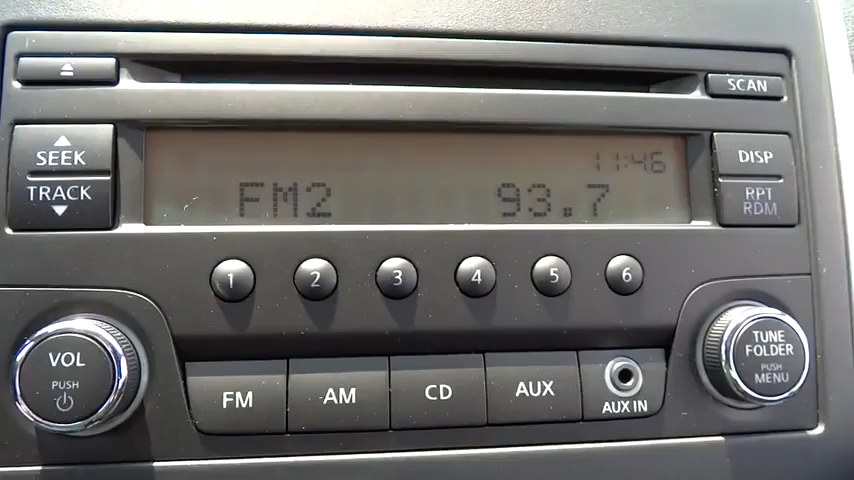 SCAN
SEEK
TRACK
11:46
FM2 93.7
DISP
RPT
RDM
1 2 3 4 5 6
VOL
PUSH
FM AM CD AUX
AUX IN
TUNE
FOLDER
PUSH
MENU